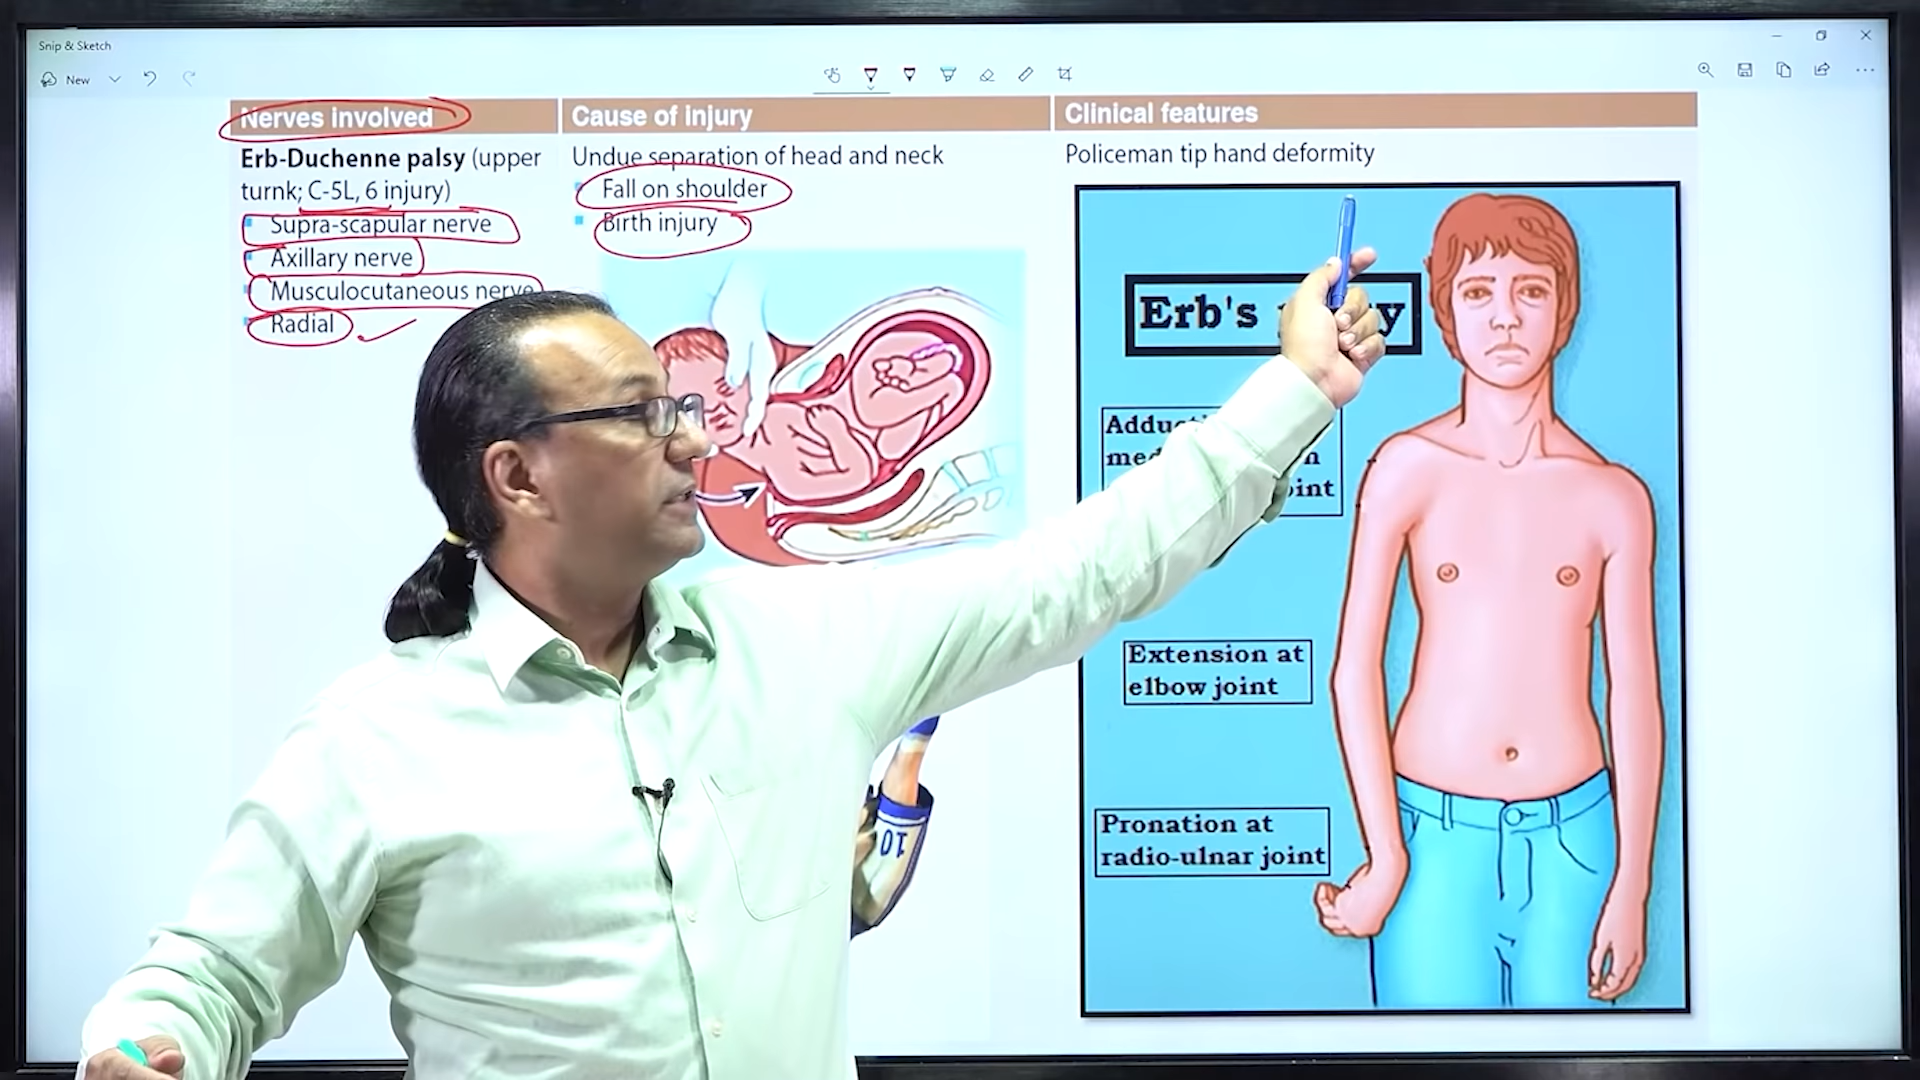 Snip & Sketch
New
Nerves involved
Cause of injury
Clinical features
Erb-Duchenne palsy (upper
turnk; C-5L, 6 injury)
Supra-scapular nerve
Axillary nerve
Musculocutaneous nerve
Radial
Undue separation of head and neck
Fall on shoulder
Birth injury
Policeman tip hand deformity
Erb's
Extension at
elbow joint
Pronation at
radio-ulnar joint
10